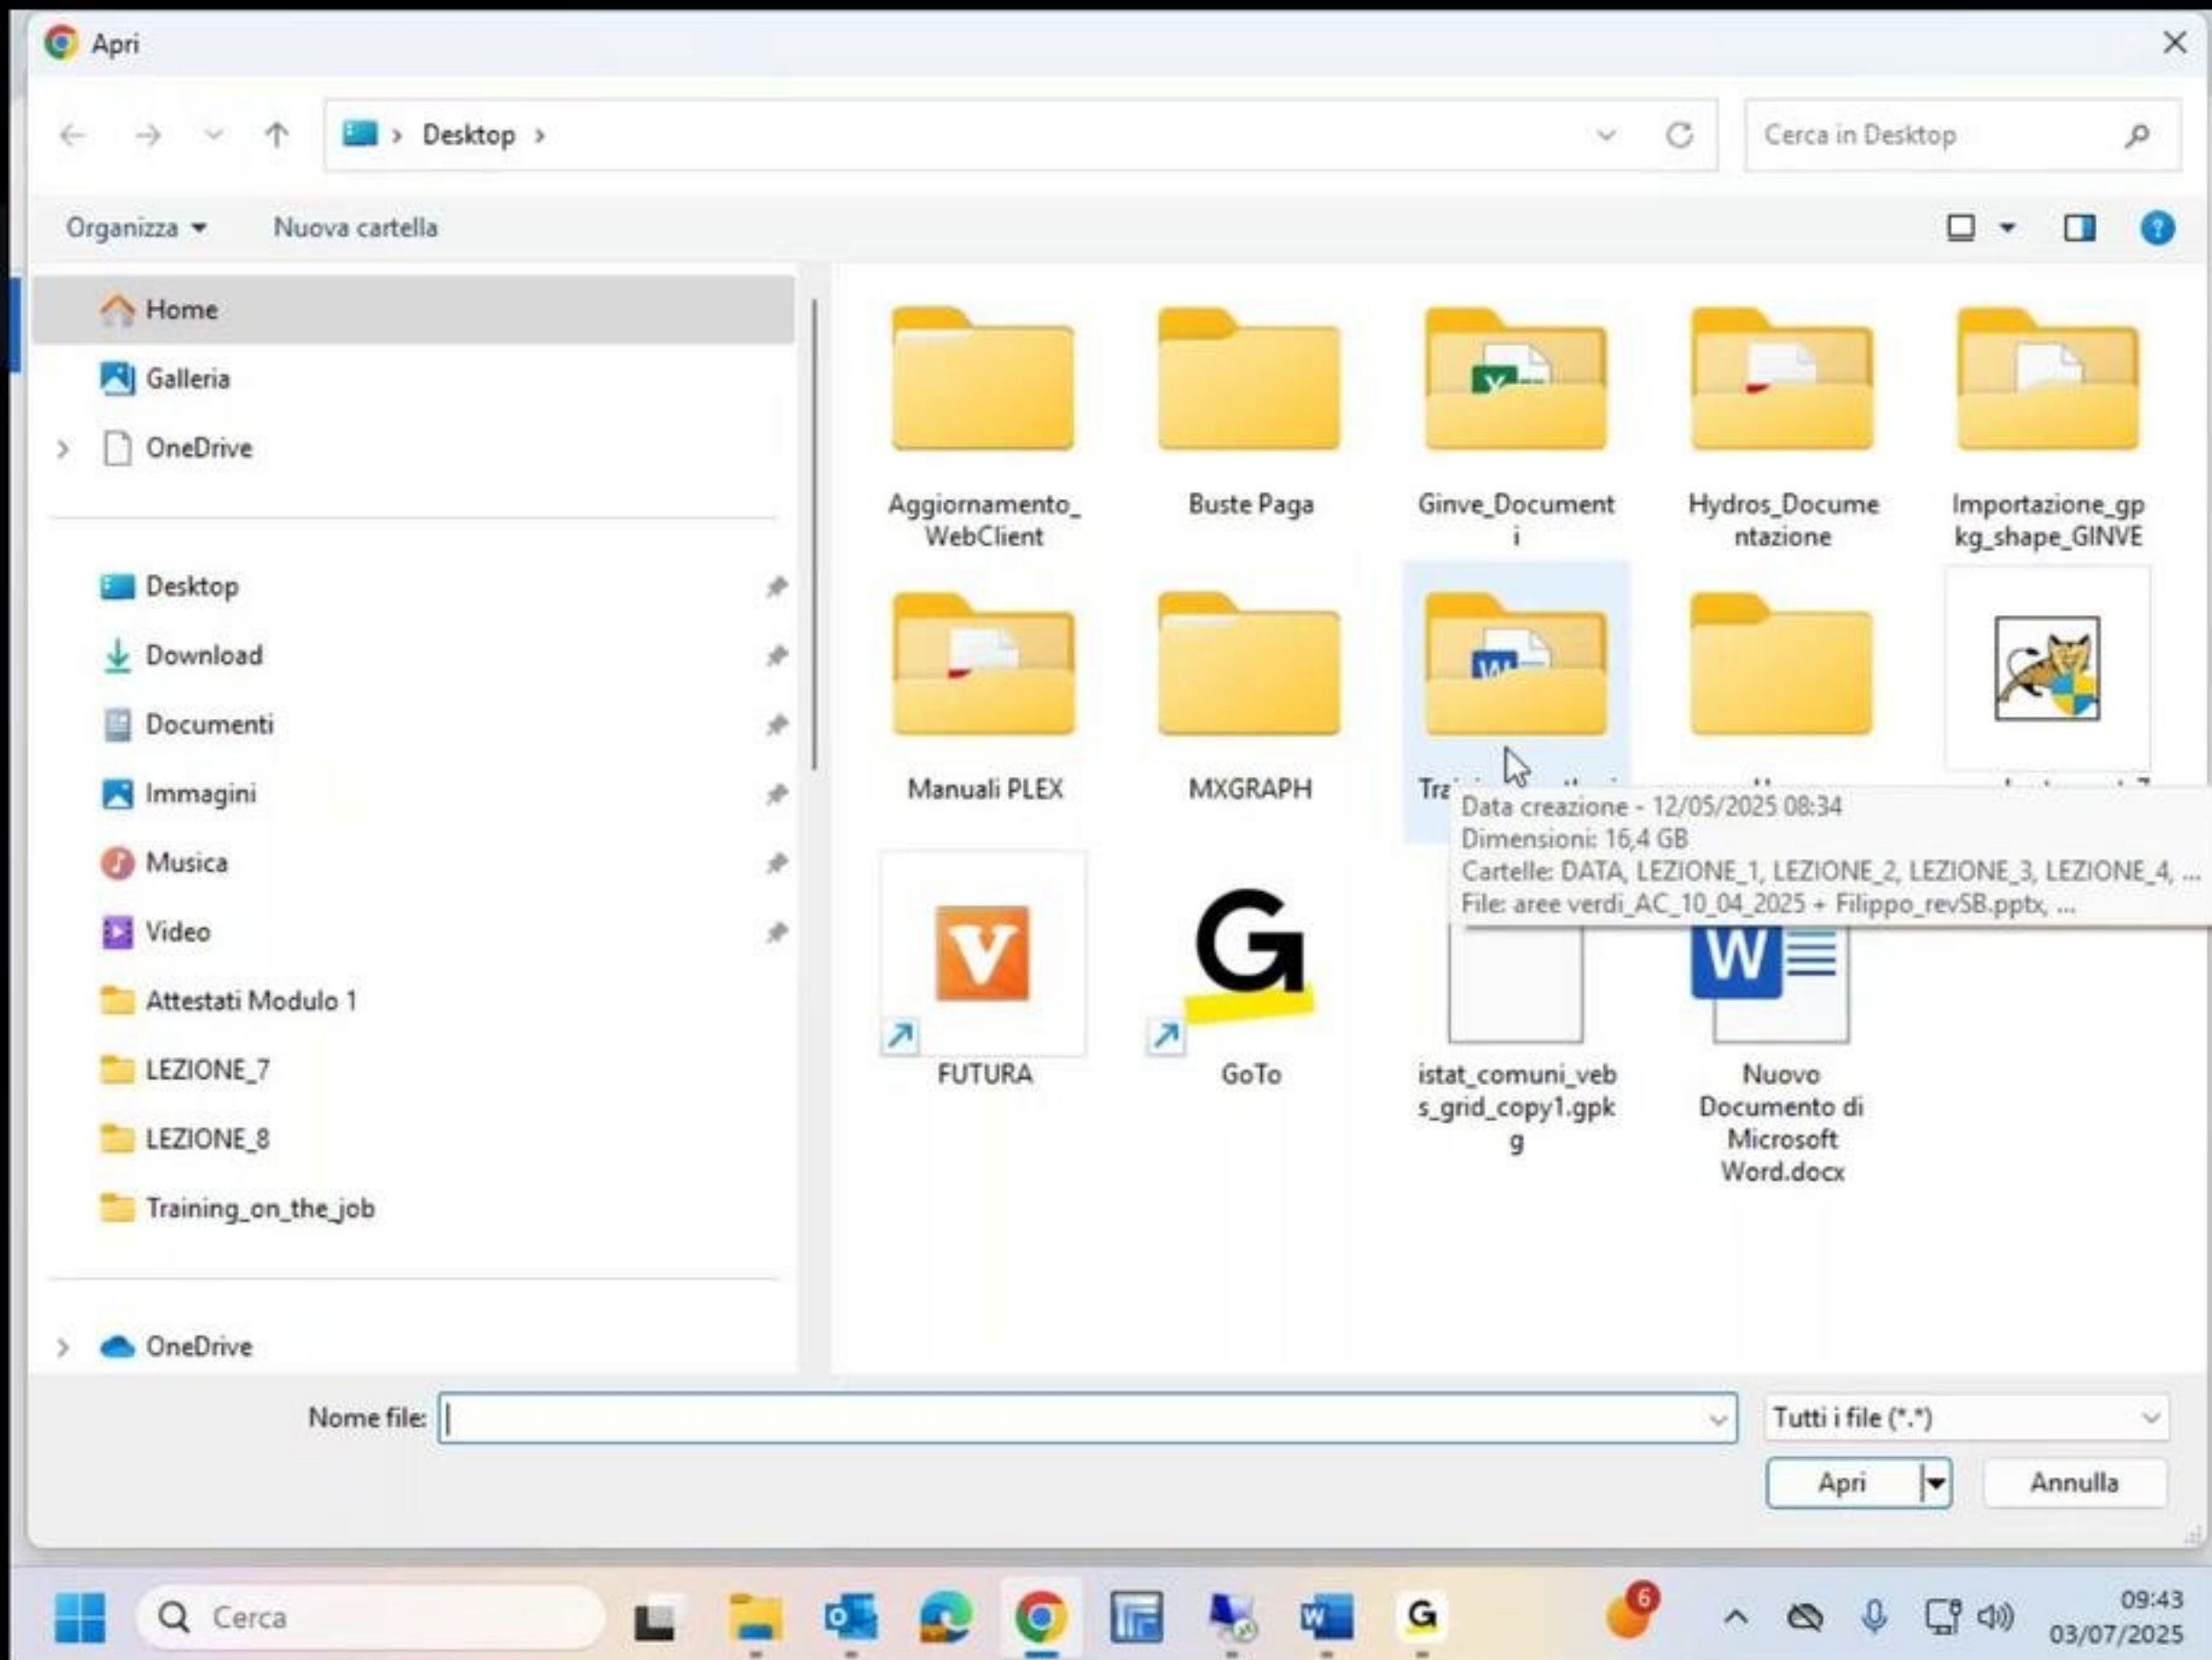 Apri
Desktop
Cerca in Desktop
Organizza
Nuova cartella
Home
Galleria
OneDrive
Desktop
Download
Documenti
Immagini
Musica
Video
Attestati Modulo 1
LEZIONE_7
LEZIONE_8
Training_on_the_job
OneDrive
Aggiornamento_
WebClient
Buste Paga
Ginve_Document
i
Hydros_Docume
ntazione
Importazione_gp
kg_shape_GINVE
Manuali PLEX
MXGRAPH
Data creazione - 12/05/2025 08:34
Dimensioni: 16,4 GB
Cartelle: DATA, LEZIONE_1, LEZIONE_2, LEZIONE_3, LEZIONE_4, ...
File: aree verdi_AC_10_04_2025 + Filippo_revSB.pptx, ...
FUTURA
GoTo
istat_comuni_veb
s_grid_copy1.gpk
g
Nuovo
Documento di
Microsoft
Word.docx
Nome file:
Tutti i file (*.*)
Apri
Annulla
Cerca
6
09:43
03/07/2025